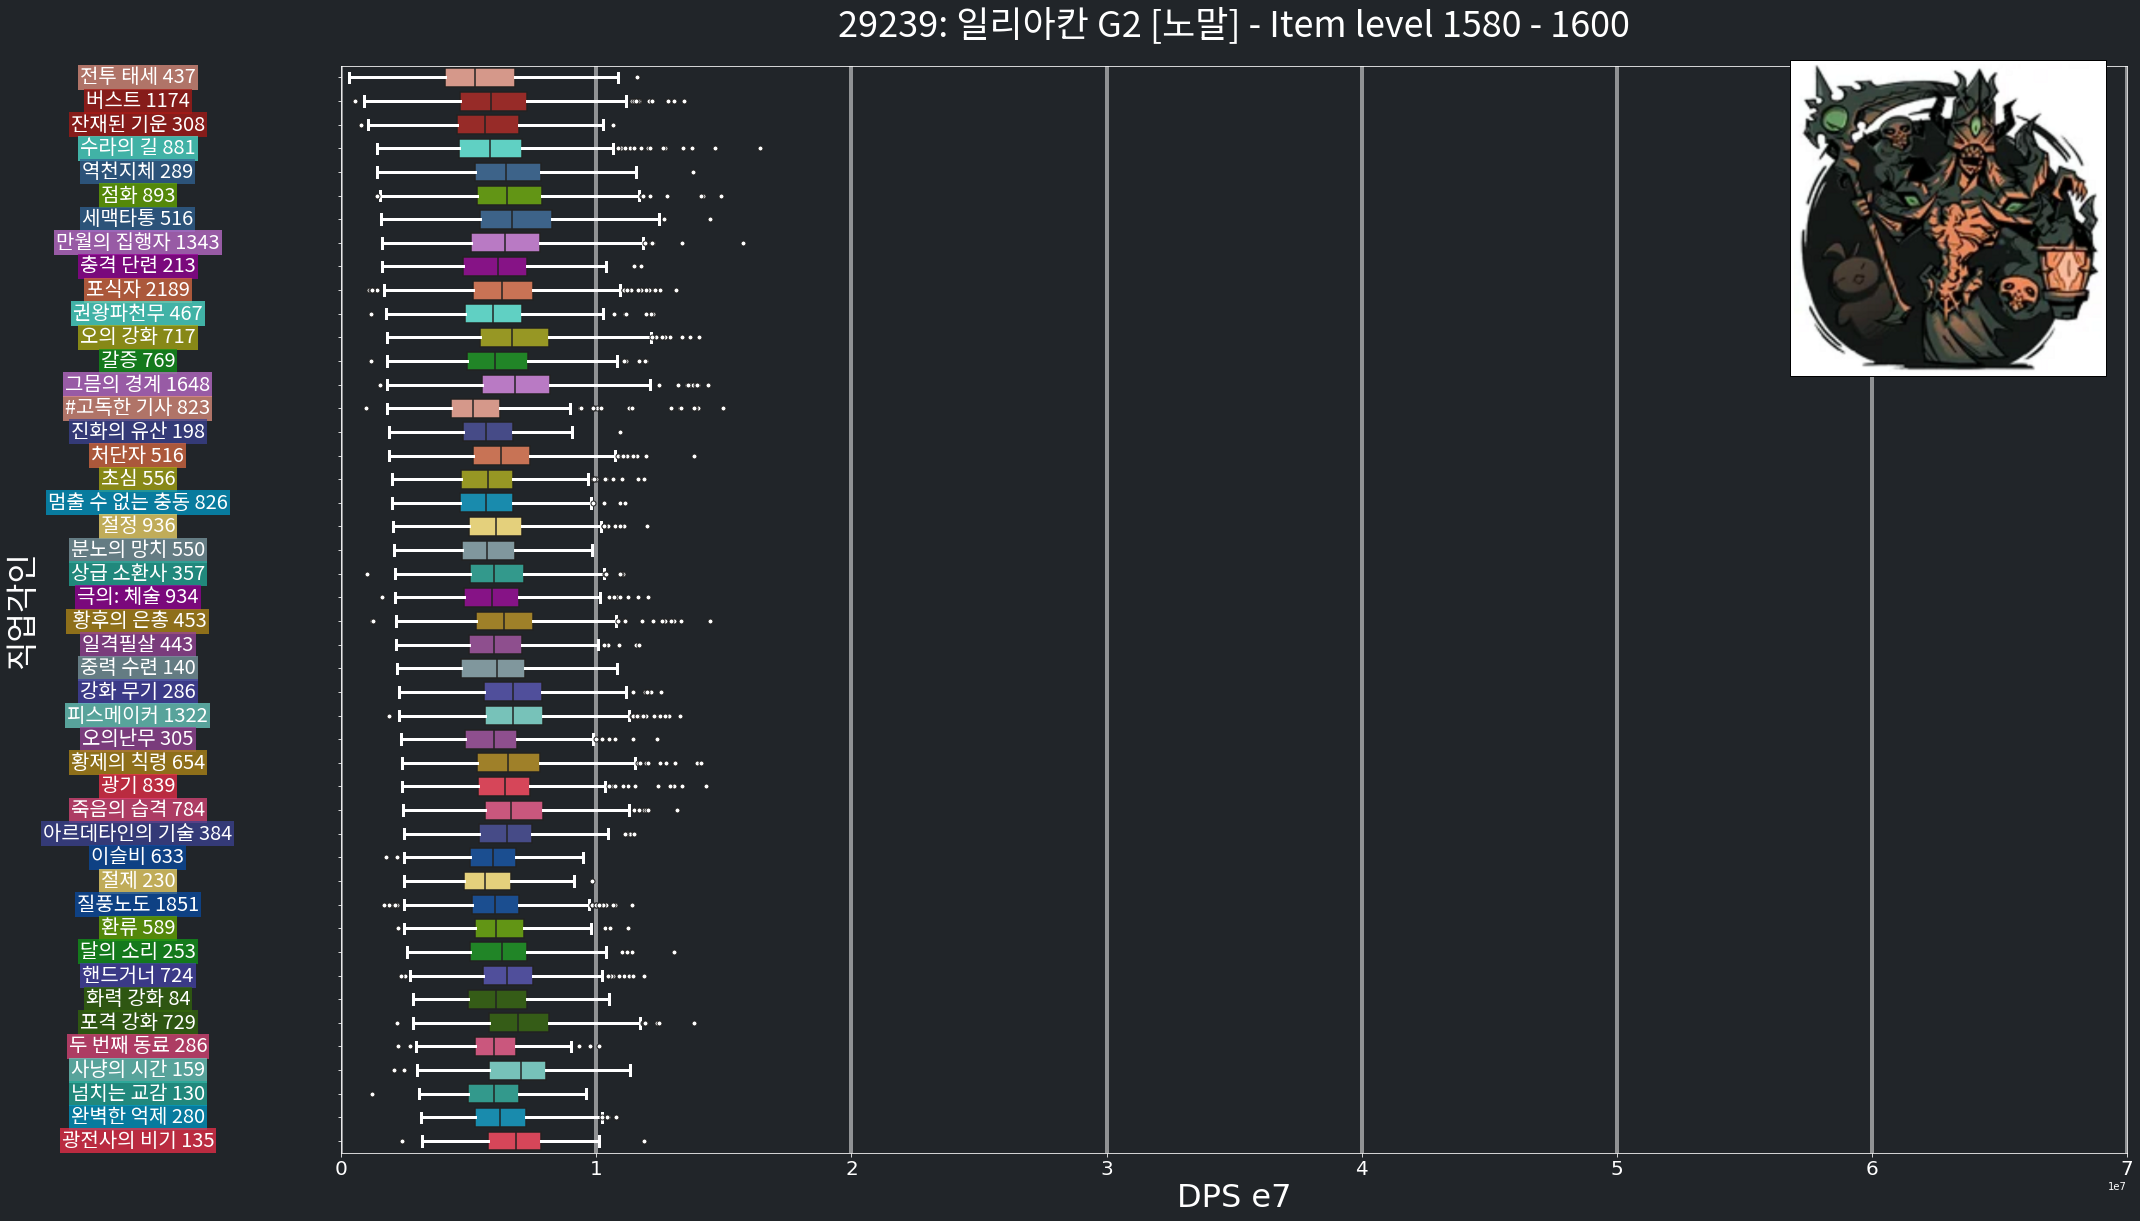 29239: 일리아칸 G2 [노말] - Item level 1580 - 1600
전투 태세 437
버스트 1174
잔재된 기운 308
수라의 길 881
역천지체 289
점화 893
세맥타통 516
만월의 집행자 1343
충격 단련 213
포식자 2189
권왕파천무 467
오의 강화 717
갈증 769
그믐의 경계 1648
#고독한 기사 823
진화의 유산 198
처단자 516
초심 556
멈출 수 없는 충동 826
절정 936
분노의 망치 550
상급 소환사 357
극의: 체술 934
황후의 은총 453
일격필살 443
중력 수련 140
강화 무기 286
피스메이커 1322
오의난무 305
황제의 칙령 654
광기 839
죽음의 습격 784
아르데타인의 기술 384
이슬비 633
절제 230
질풍노도 1851
환류 589
달의 소리 253
핸드거너 724
화력 강화 84
포격 강화 729
두 번째 동료 286
사냥의 시간 159
넘치는 교감 130
완벽한 억제 280
광전사의 비기 135
직업각인
0 1 2 3 4 5 6 7
1e7
DPS e7